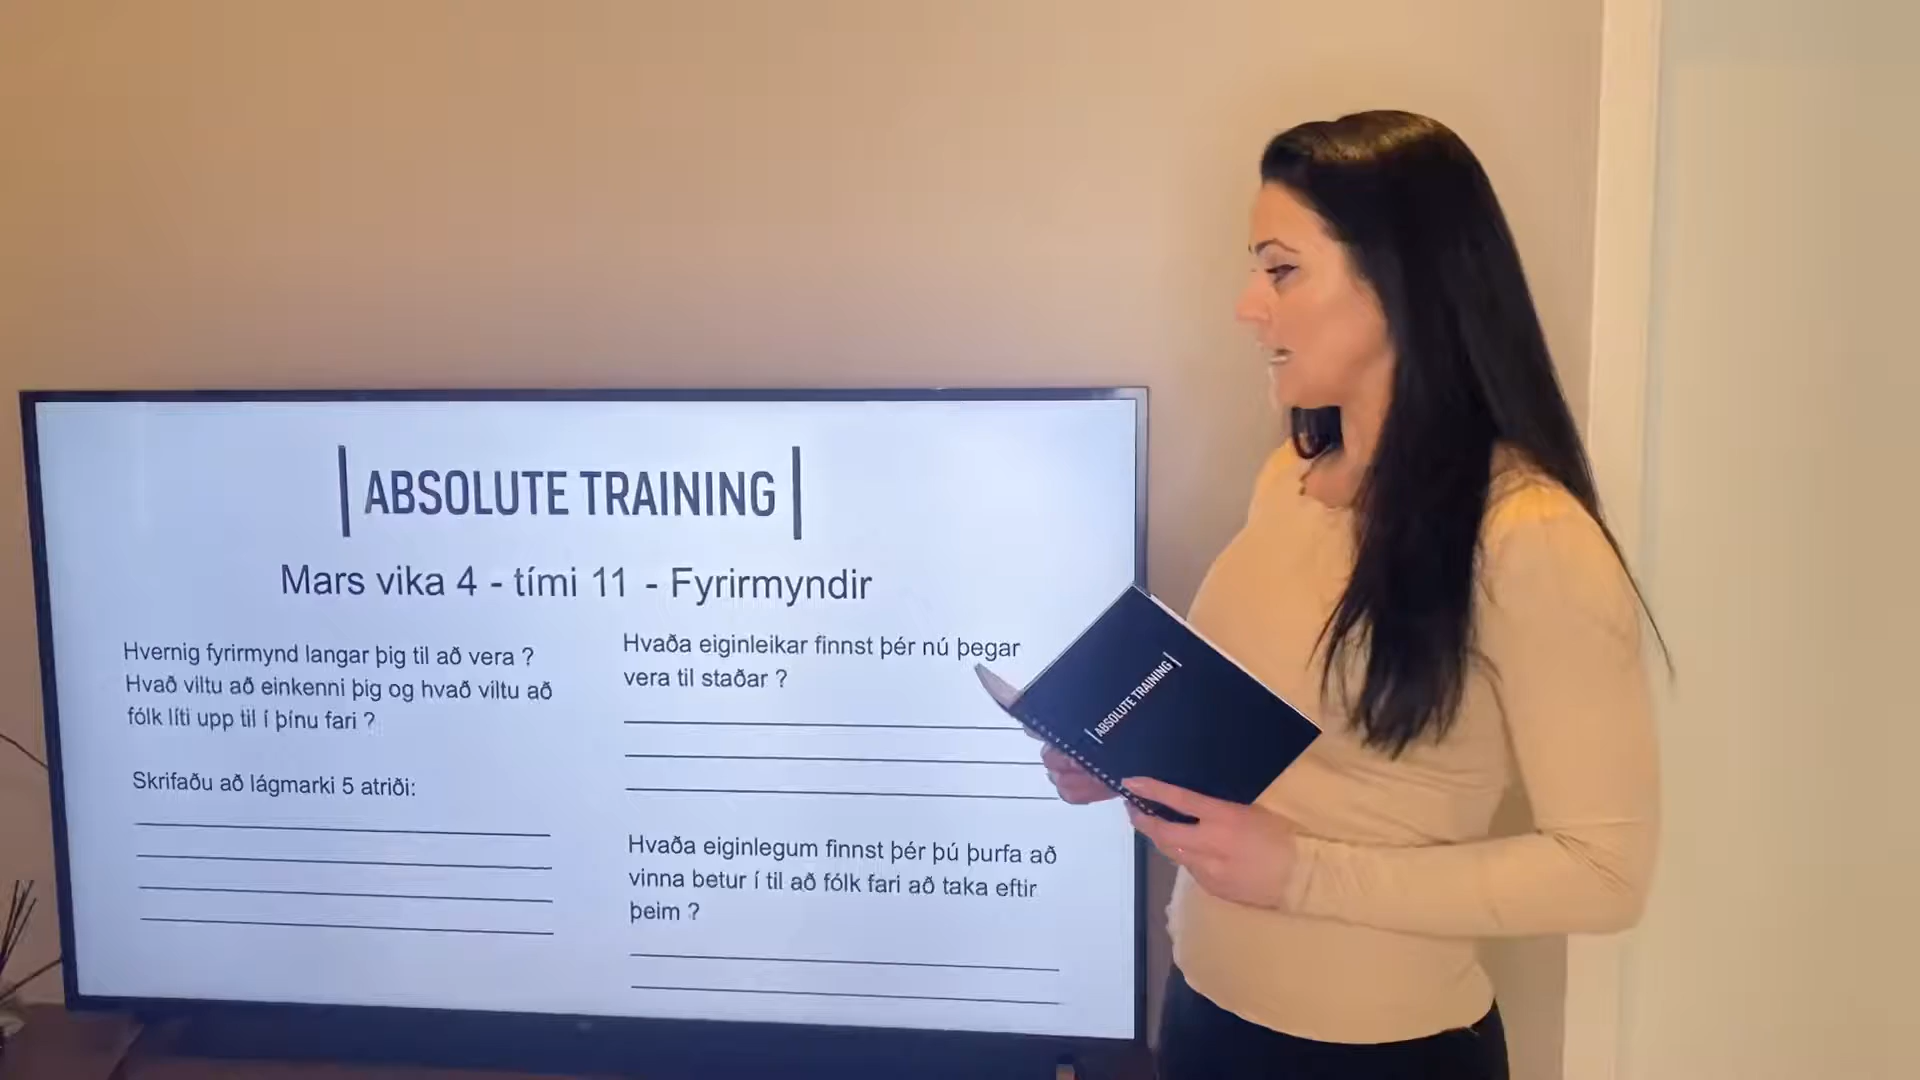 ABSOLUTE TRAINING
Mars vika 4 - tími 11 - Fyrirmyndir
Hvernig fyrirmynd langar þig til að vera ?
Hvað viltu að einkenni þig og hvað viltu að
fólk líti upp til í þínu fari ?
Skrifaðu að lágmarki 5 atriði:
Hvaða eiginleikar finnst þér nú þegar
vera til staðar ?
Hvaða eiginlegum finnst þér þú þurfa að
vinna betur í til að fólk fari að taka eftir
þeim ?
ABSOLUTE TRAINING